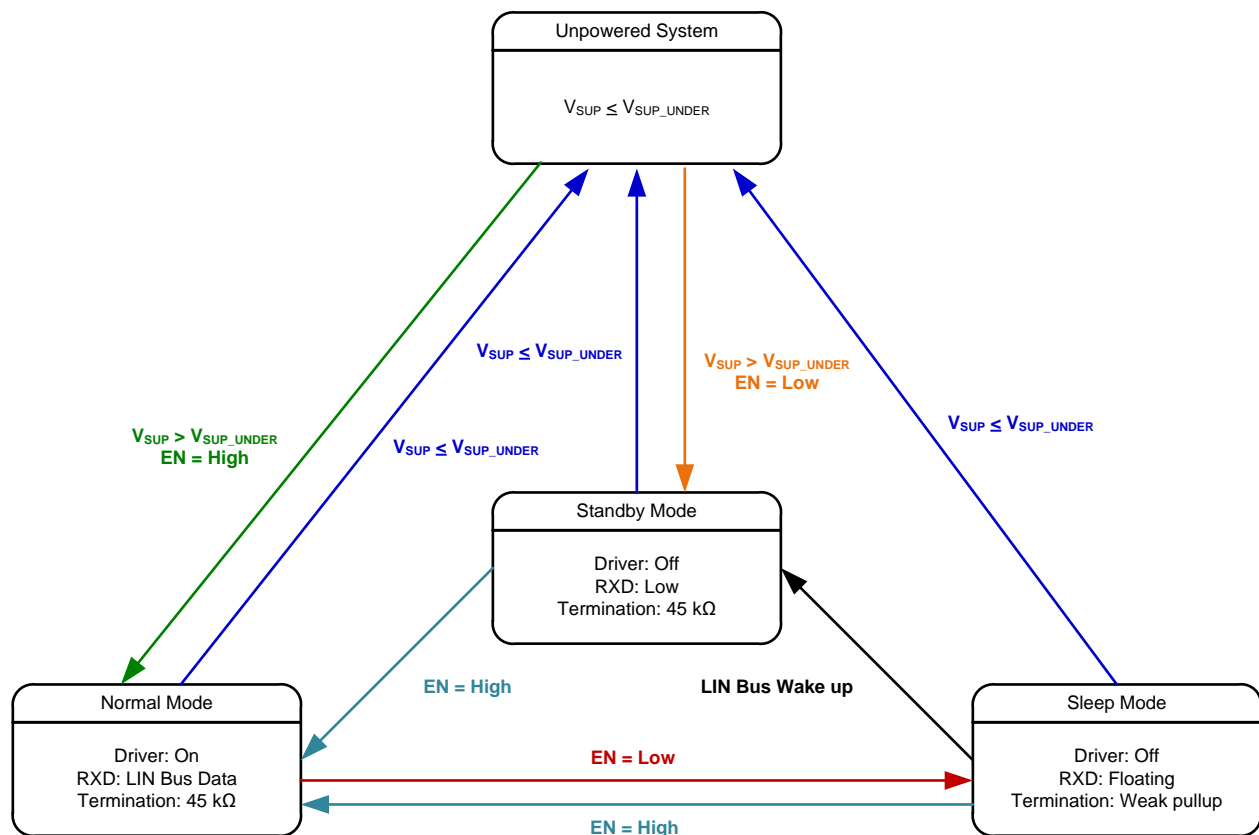 Unpowered System
VSUP ≤ VSUP_UNDER
VSUP ≤ VSUP_UNDER
VSUP > VSUP_UNDER
EN = Low
VSUP > VSUP_UNDER
EN = High
VSUP ≤ VSUP_UNDER
VSUP ≤ VSUP_UNDER
Standby Mode
Driver: Off
RXD: Low
Termination: 45 kΩ
EN = High
LIN Bus Wake up
Normal Mode
Driver: On
RXD: LIN Bus Data
Termination: 45 kΩ
EN = Low
EN = High
Sleep Mode
Driver: Off
RXD: Floating
Termination: Weak pullup